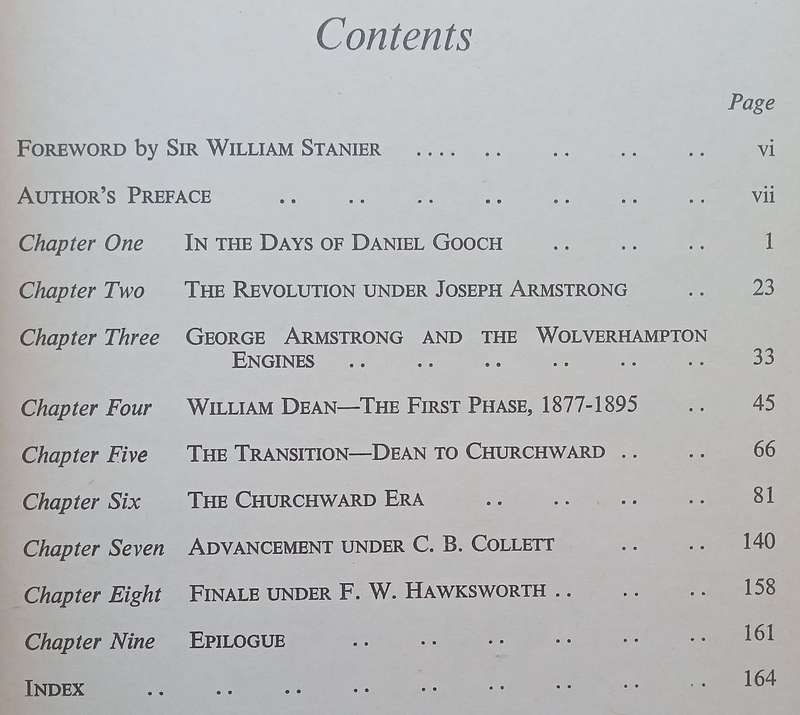 Contents
Page
FOREWORD by SIR WILLIAM STANIER .... .. .. .. .. vi
AUTHOR'S PREFACE .. .. .. .. .. .. .. vii
Chapter One IN THE DAYS OF DANIEL GOOCH .. .. .. 1
Chapter Two THE REVOLUTION UNDER JOSEPH ARMSTRONG .. 23
Chapter Three GEORGE ARMSTRONG AND THE WOLVERHAMPTON
ENGINES .. .. .. .. .. .. 33
Chapter Four WILLIAM DEAN—THE FIRST PHASE, 1877-1895 .. 45
Chapter Five THE TRANSITION—DEAN TO CHURCHWARD .. .. 66
Chapter Six THE CHURCHWARD ERA .. .. .. .. 81
Chapter Seven ADVANCEMENT UNDER C. B. COLLETT .. .. 140
Chapter Eight FINALE UNDER F. W. HAWKSWORTH .. .. .. 158
Chapter Nine EPILOGUE .. .. .. .. .. .. 161
INDEX .. .. .. .. .. .. .. .. .. 164